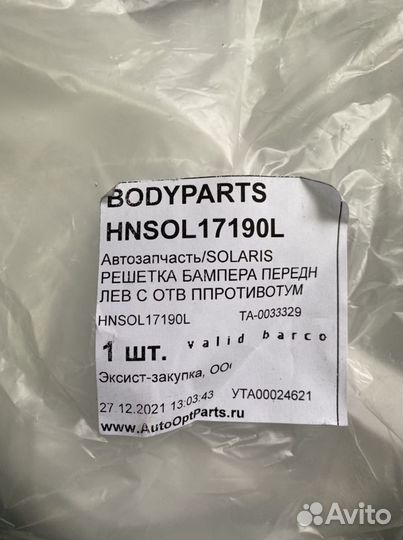 BODYPARTS
HNSOL17190L
Автозапчасть/SOLARIS
РЕШЕТКА БАМПЕРА ПЕРЕДН
ЛЕВ С ОТВ ППРОТИВОТУМ
HNSOL17190L TA-0033329
1 шт. valid barco
Эксист-закупка, ООО
27.12.2021 13:03:43 УТА00024621
www.AutoOptParts.ru
Avito